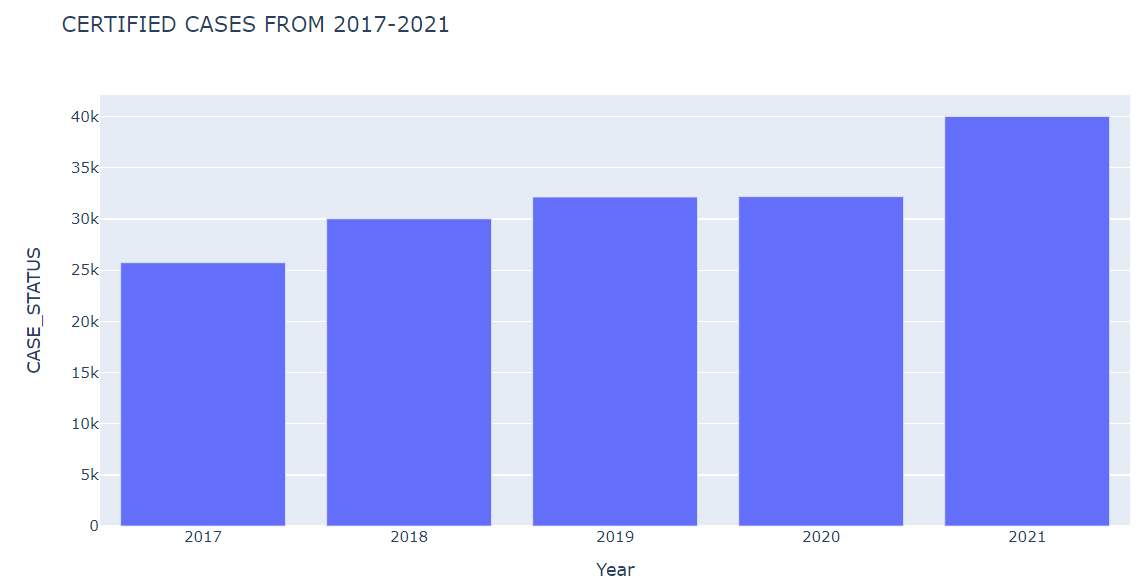 CERTIFIED CASES FROM 2017-2021
40k
35k
30k
25k
20k
15k
10k
5k
0
CASE_STATUS
2017 2018 2019 2020 2021
Year